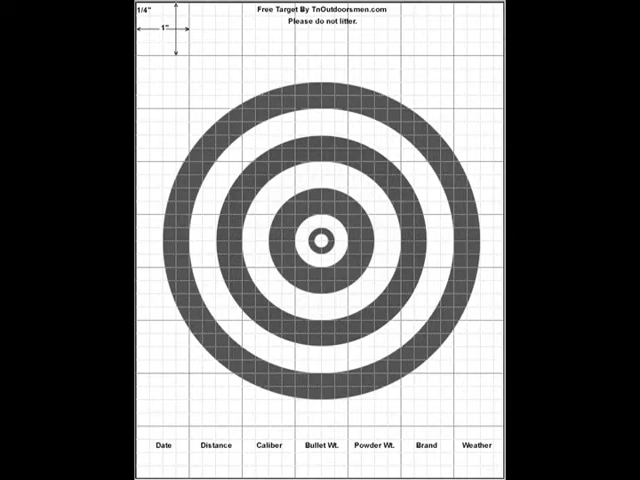 1/4"
Free Target By TnOutdoorsmen.com
Please do not litter.
1"
Date Distance Caliber Bullet Wt. Powder Wt. Brand Weather